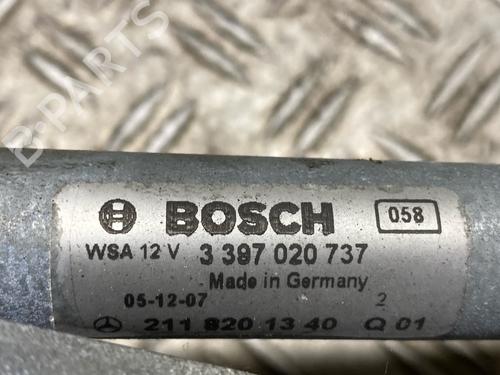 B-PARTS
BOSCH 058
WSA 12 V 3 397 020 737
Made in Germany
05-12-07 2
211 820 13 40 Q 01